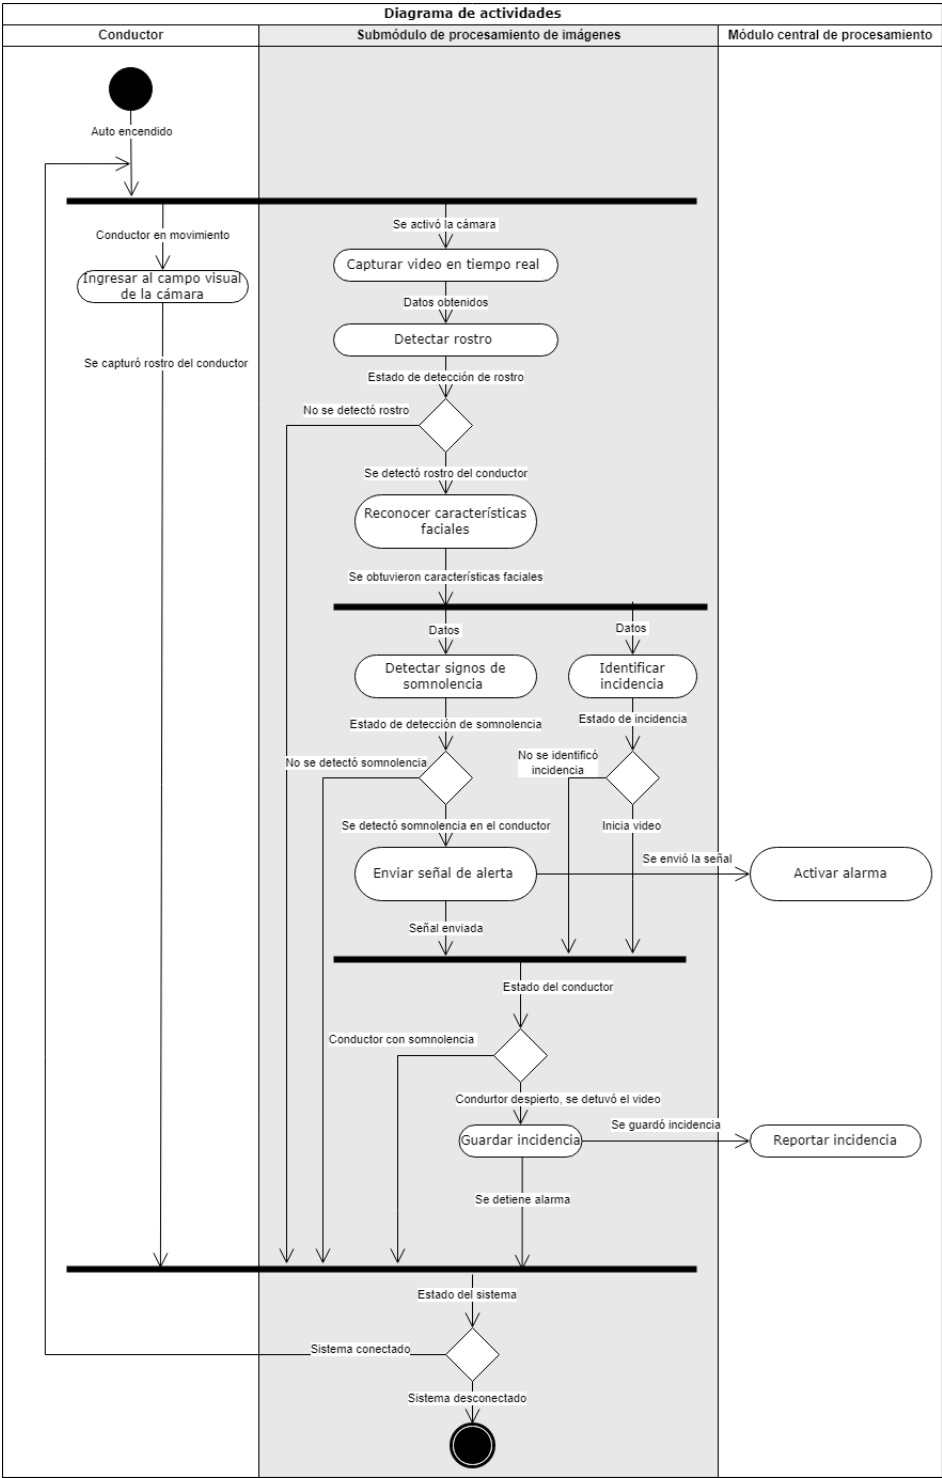 Diagrama de actividades
Conductor
Submódulo de procesamiento de imágenes
Módulo central de procesamiento
Auto encendido
Se activó la cámara
Conductor en movimiento
Capturar video en tiempo real
Ingresar al campo visual
de la cámara
Datos obtenidos
Detectar rostro
Se capturó rostro del conductor
Estado de detección de rostro
No se detectó rostro
Se detectó rostro del conductor
Reconocer características
faciales
Se obtuvieron características faciales
Datos
Datos
Detectar signos de
somnolencia
Identificar
incidencia
Estado de detección de somnolencia
Estado de incidencia
No se detectó somnolencia
No se identificó
incidencia
Se detectó somnolencia en el conductor
Inicia video
Enviar señal de alerta
Se envió la señal
Activar alarma
Señal enviada
Estado del conductor
Conductor con somnolencia
Condurtor despierto, se detuvó el video
Guardar incidencia
Se guardó incidencia
Reportar incidencia
Se detiene alarma
Estado del sistema
Sistema conectado
Sistema desconectado